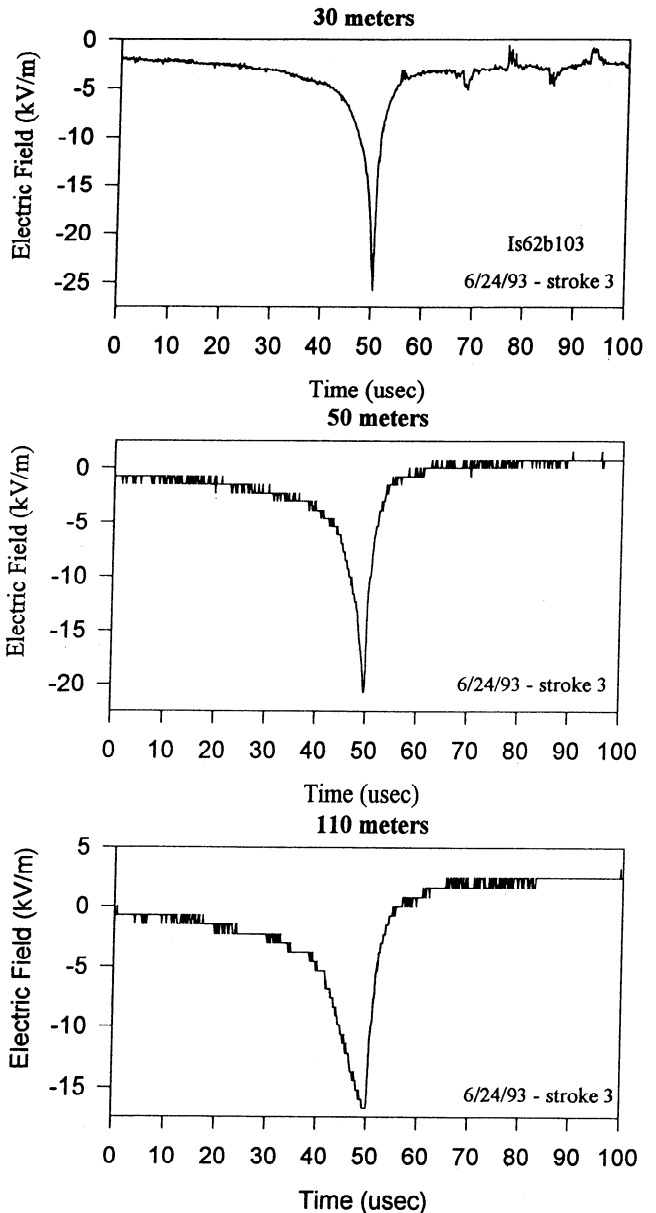 30 meters
Electric Field (kV/m)
0
-5
-10
-15
-20
-25
Is62b103
6/24/93 - stroke 3
0 10 20 30 40 50 60 70 80 90 100
Time (usec)
50 meters
Electric Field (kV/m)
0
-5
-10
-15
-20
6/24/93 - stroke 3
0 10 20 30 40 50 60 70 80 90 100
Time (usec)
110 meters
Electric Field (kV/m)
5
0
-5
-10
-15
6/24/93 - stroke 3
0 10 20 30 40 50 60 70 80 90 100
Time (usec)